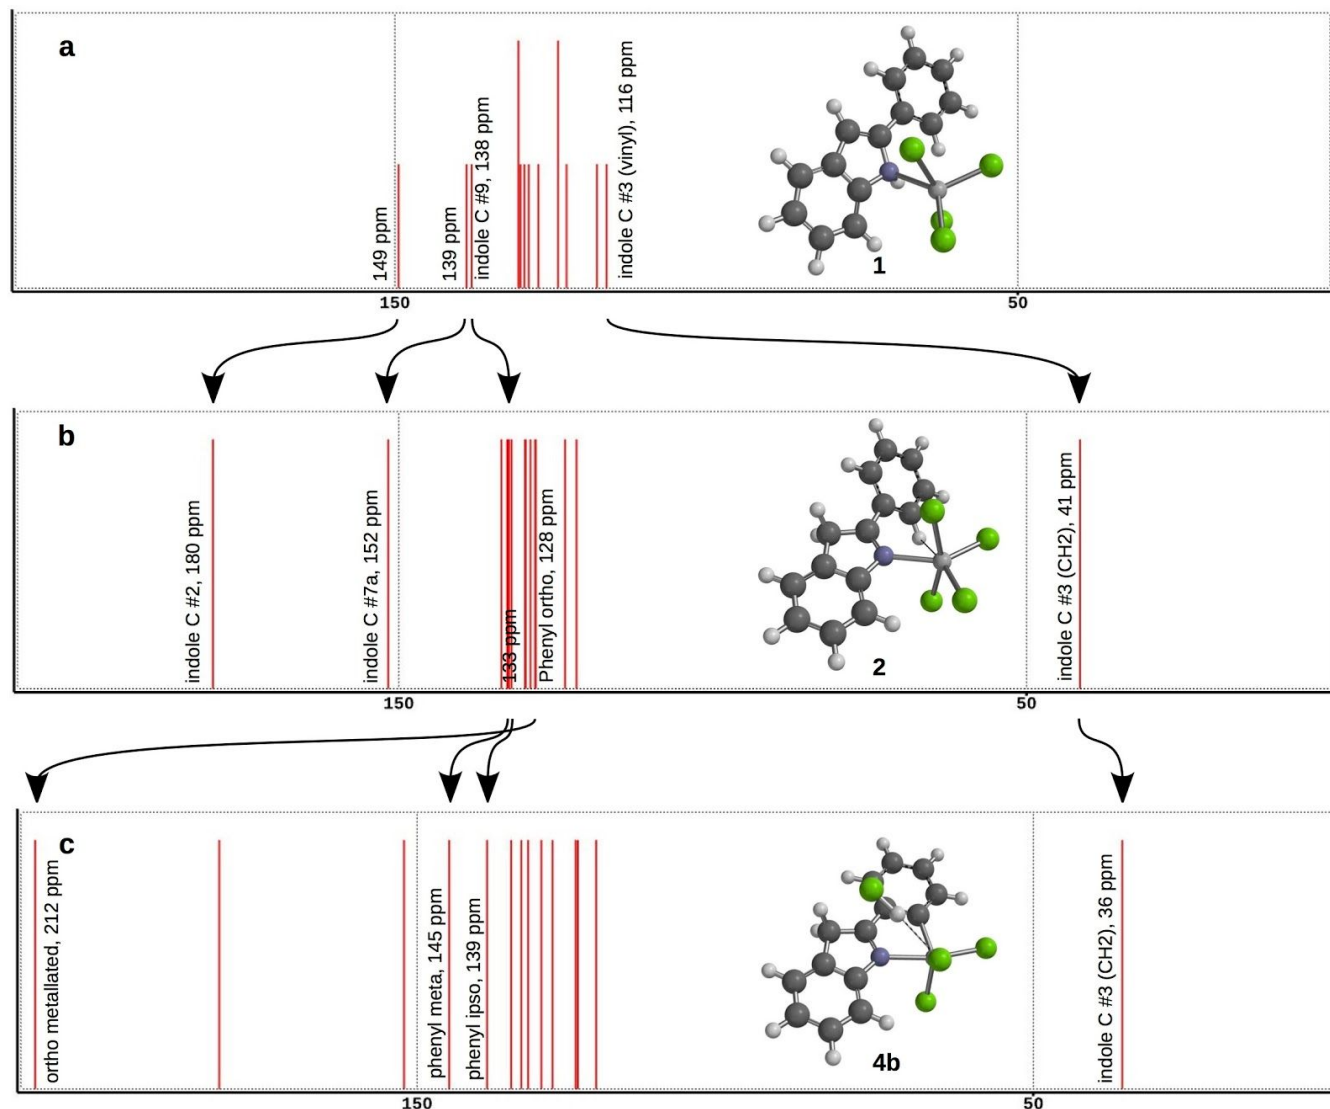 a
149 ppm
139 ppm
indole C #9, 138 ppm
indole C #3 (vinyl), 116 ppm
1
150
50
b
indole C #2, 180 ppm
indole C #7a, 152 ppm
133 ppm
Phenyl ortho, 128 ppm
indole C #3 (CH2), 41 ppm
2
150
50
c
ortho metallated, 212 ppm
phenyl meta, 145 ppm
phenyl ipso, 139 ppm
indole C #3 (CH2), 36 ppm
4b
150
50